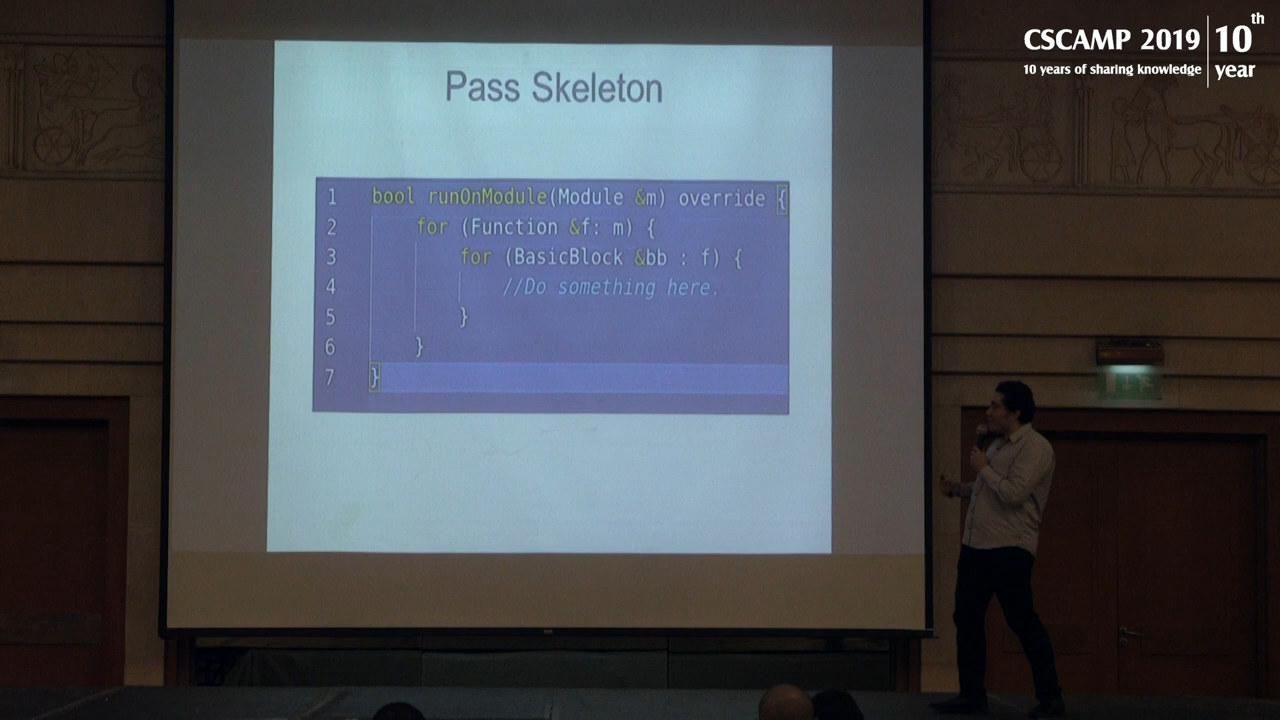 CSCAMP 2019
10 years of sharing knowledge
10th
year
Pass Skeleton
1 bool runOnModule(Module &m) override {
2 for (Function &f: m) {
3 for (BasicBlock &bb : f) {
4 //Do something here.
5 }
6 }
7 }